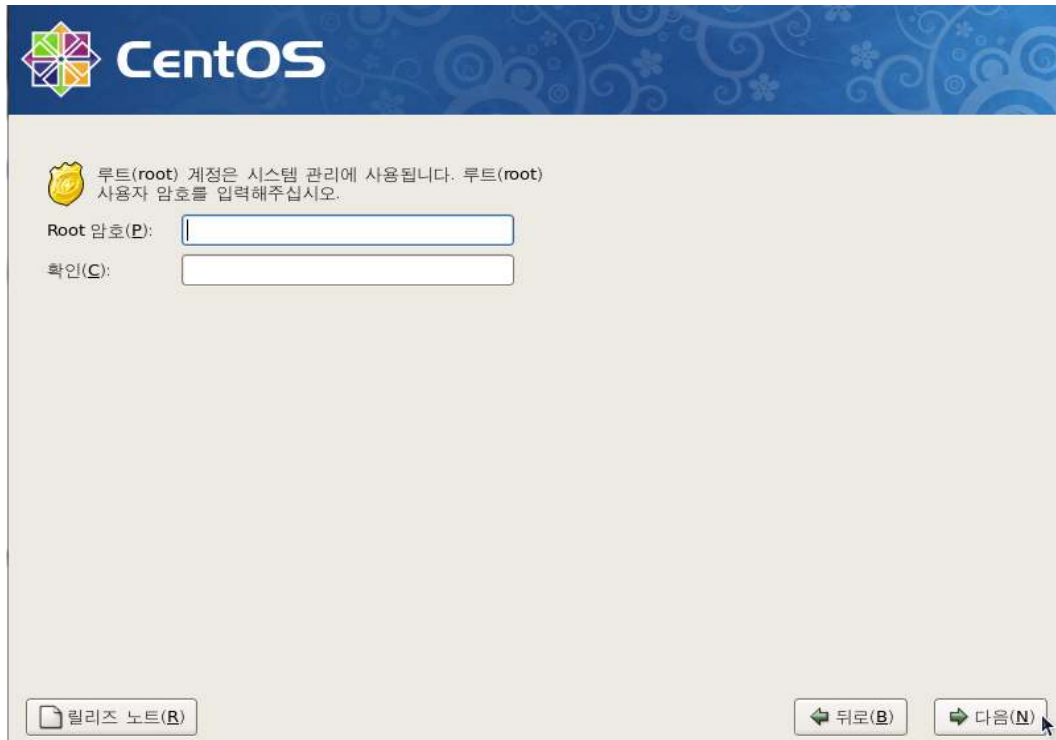 CentOS
루트(root) 계정은 시스템 관리에 사용됩니다. 루트(root)
사용자 암호를 입력해주십시오.
Root 암호(P):
확인(C):
릴리즈 노트(R)
뒤로(B)
다음(N)